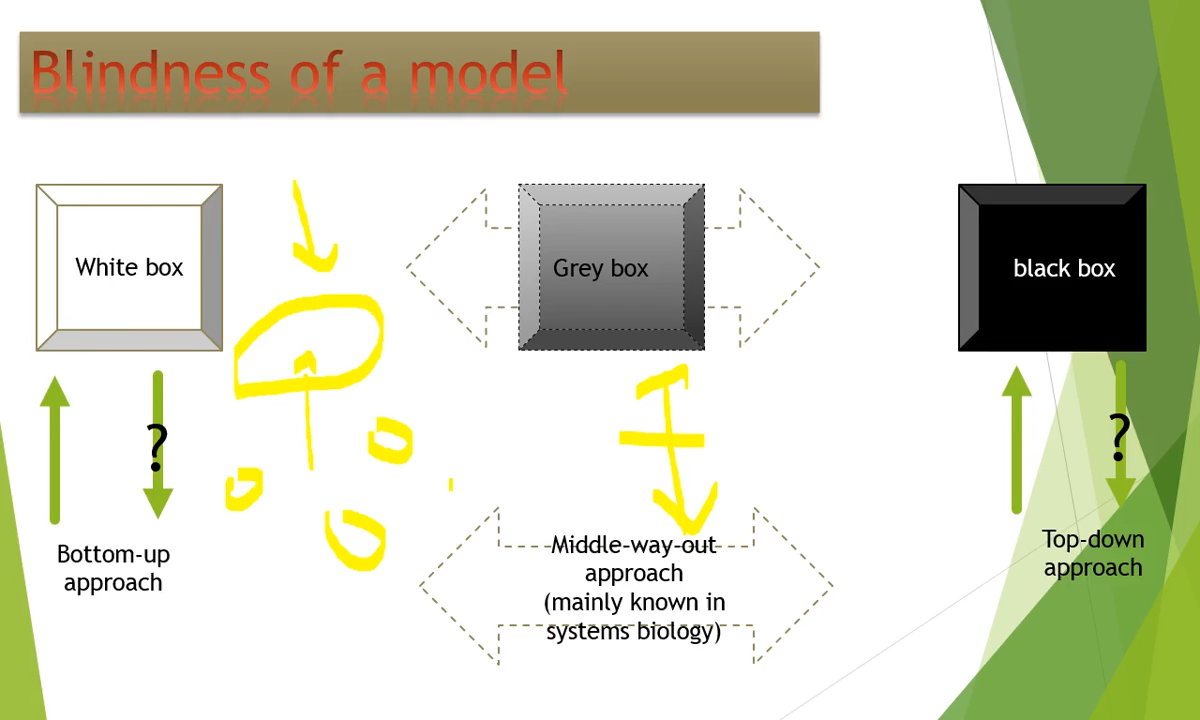 Blindness of a model
White box
Grey box
black box
?
?
Bottom-up
approach
Middle-way-out
approach
(mainly known in
systems biology)
Top-down
approach